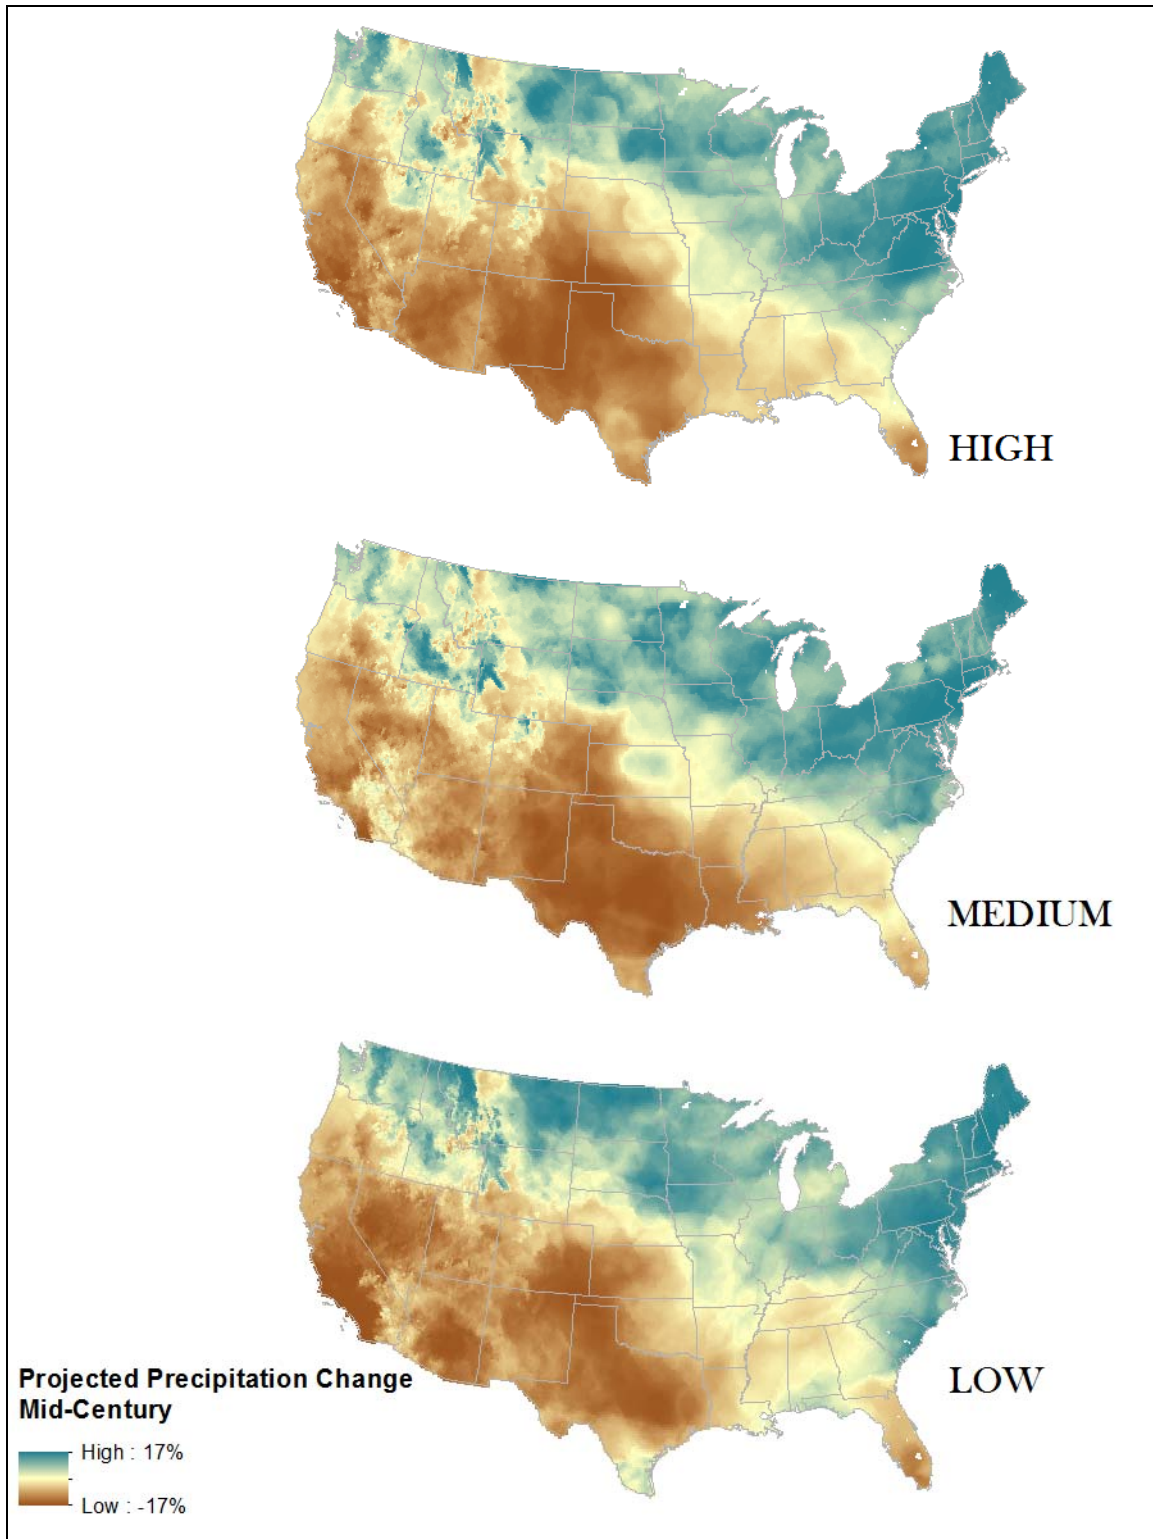 HIGH
MEDIUM
LOW
Projected Precipitation Change
Mid-Century
High : 17%
Low : -17%